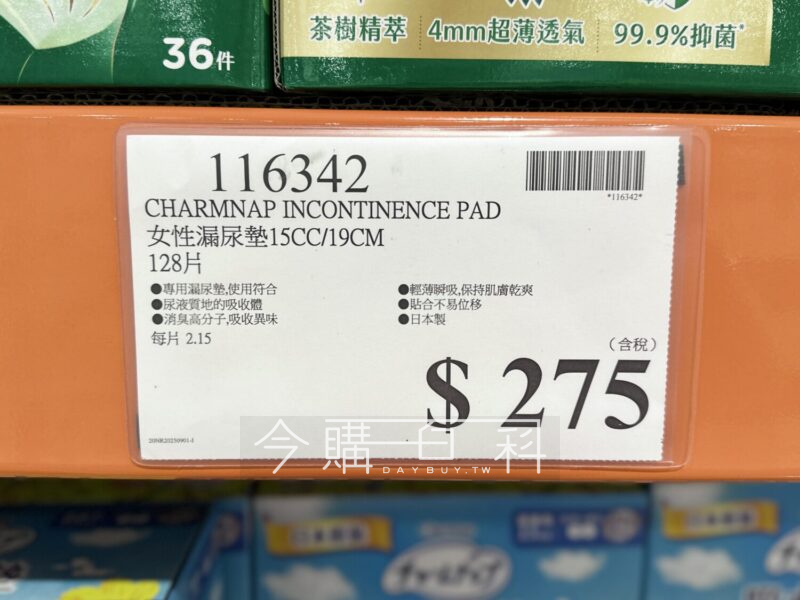 36件
茶樹精萃 4mm超薄透氣 99.9%抑菌*
116342
*116342*
CHARMNAP INCONTINENCE PAD
女性漏尿墊15CC/19CM
128片
●專用漏尿墊,使用符合
●尿液質地的吸收體
●消臭高分子,吸收異味
●輕薄瞬吸,保持肌膚乾爽
●貼合不易位移
●日本製
每片 2.15
(含稅)
$ 275
20NR20250901-1
今購百科
DAYBUY.TW